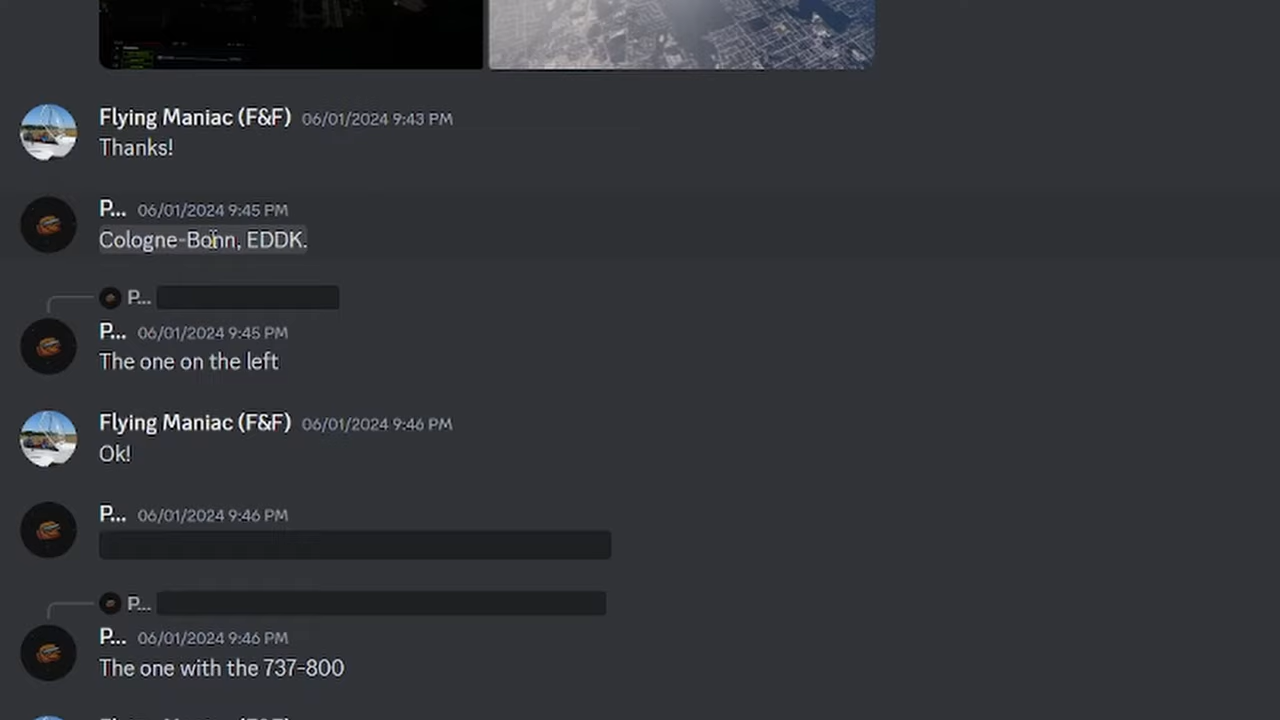 Flying Maniac (F&F) 06/01/2024 9:43 PM
Thanks!
P... 06/01/2024 9:45 PM
Cologne-Bonn, EDDK.
P...
P... 06/01/2024 9:45 PM
The one on the left
Flying Maniac (F&F) 06/01/2024 9:46 PM
Ok!
P... 06/01/2024 9:46 PM
P...
P... 06/01/2024 9:46 PM
The one with the 737-800